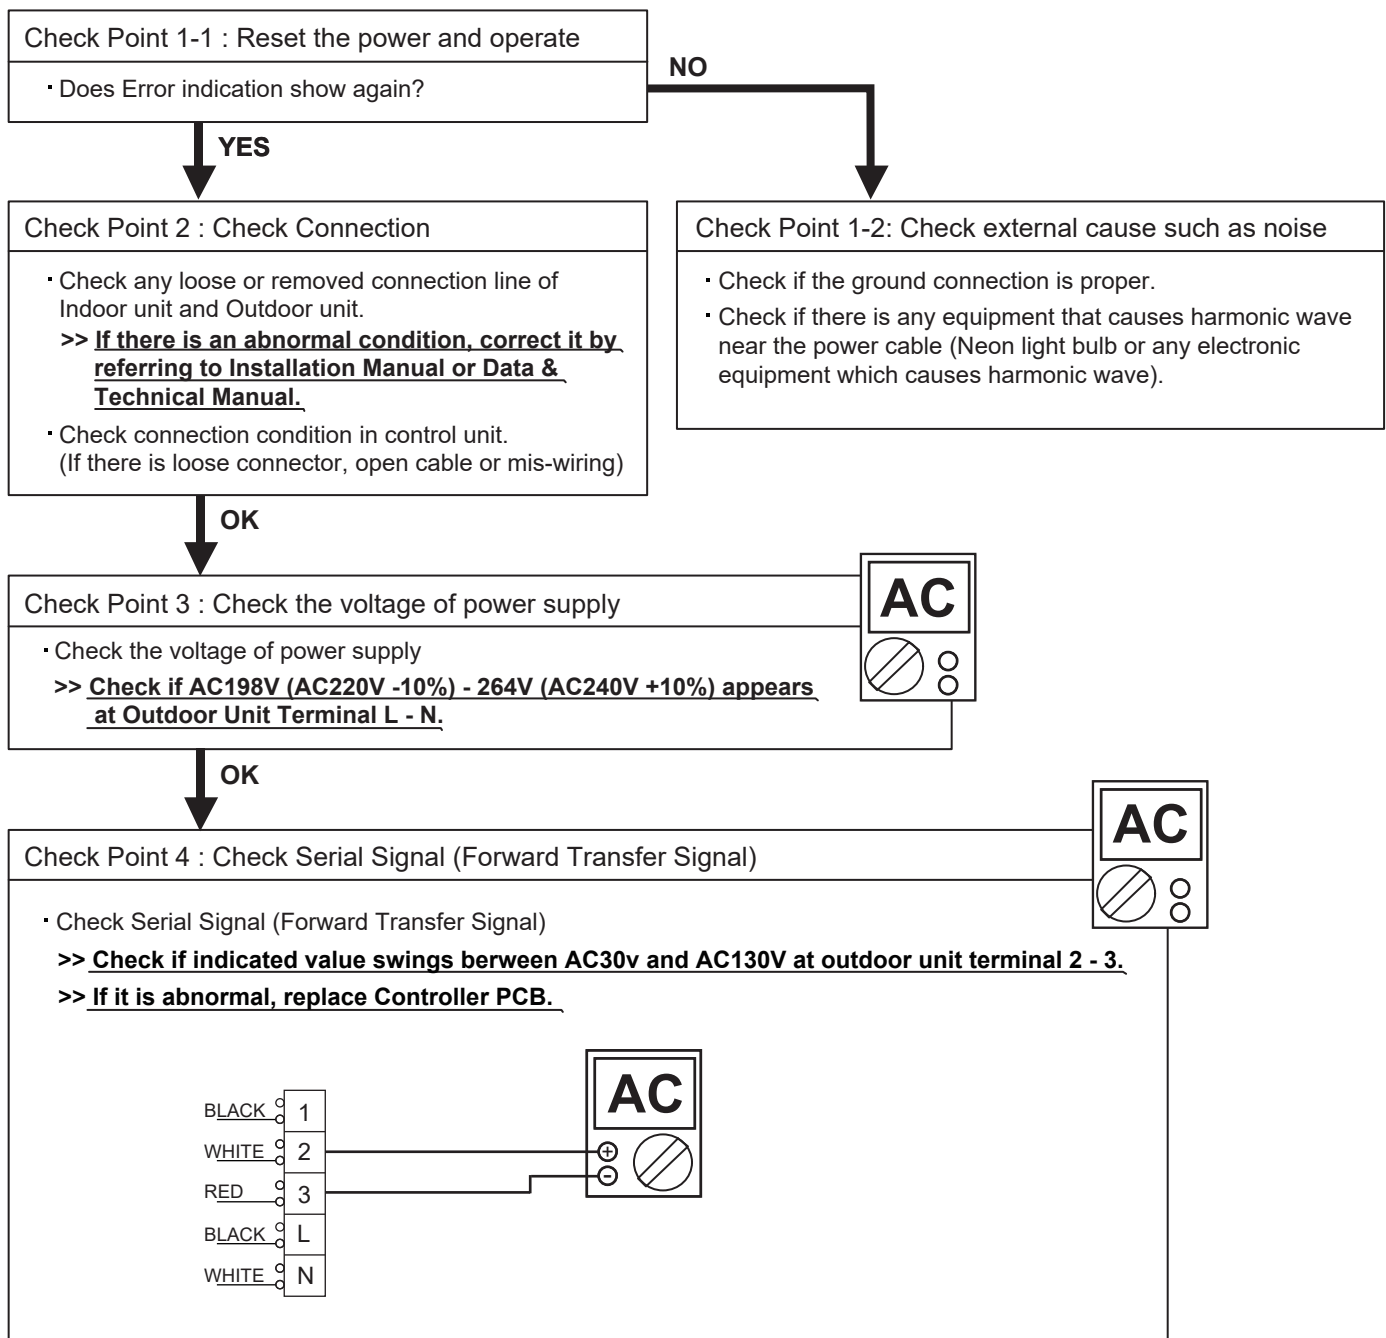 Check Point 1-1 : Reset the power and operate
· Does Error indication show again?
NO
YES
Check Point 2 : Check Connection
· Check any loose or removed connection line of
Indoor unit and Outdoor unit.
>> If there is an abnormal condition, correct it by
referring to Installation Manual or Data &
Technical Manual.
· Check connection condition in control unit.
(If there is loose connector, open cable or mis-wiring)
Check Point 1-2: Check external cause such as noise
· Check if the ground connection is proper.
· Check if there is any equipment that causes harmonic wave
near the power cable (Neon light bulb or any electronic
equipment which causes harmonic wave).
OK
Check Point 3 : Check the voltage of power supply
AC
· Check the voltage of power supply
>> Check if AC198V (AC220V -10%) - 264V (AC240V +10%) appears
at Outdoor Unit Terminal L - N.
OK
Check Point 4 : Check Serial Signal (Forward Transfer Signal)
AC
· Check Serial Signal (Forward Transfer Signal)
>> Check if indicated value swings berween AC30v and AC130V at outdoor unit terminal 2 - 3.
>> If it is abnormal, replace Controller PCB.
AC
BLACK 1
WHITE 2 +
RED 3 -
BLACK L
WHITE N